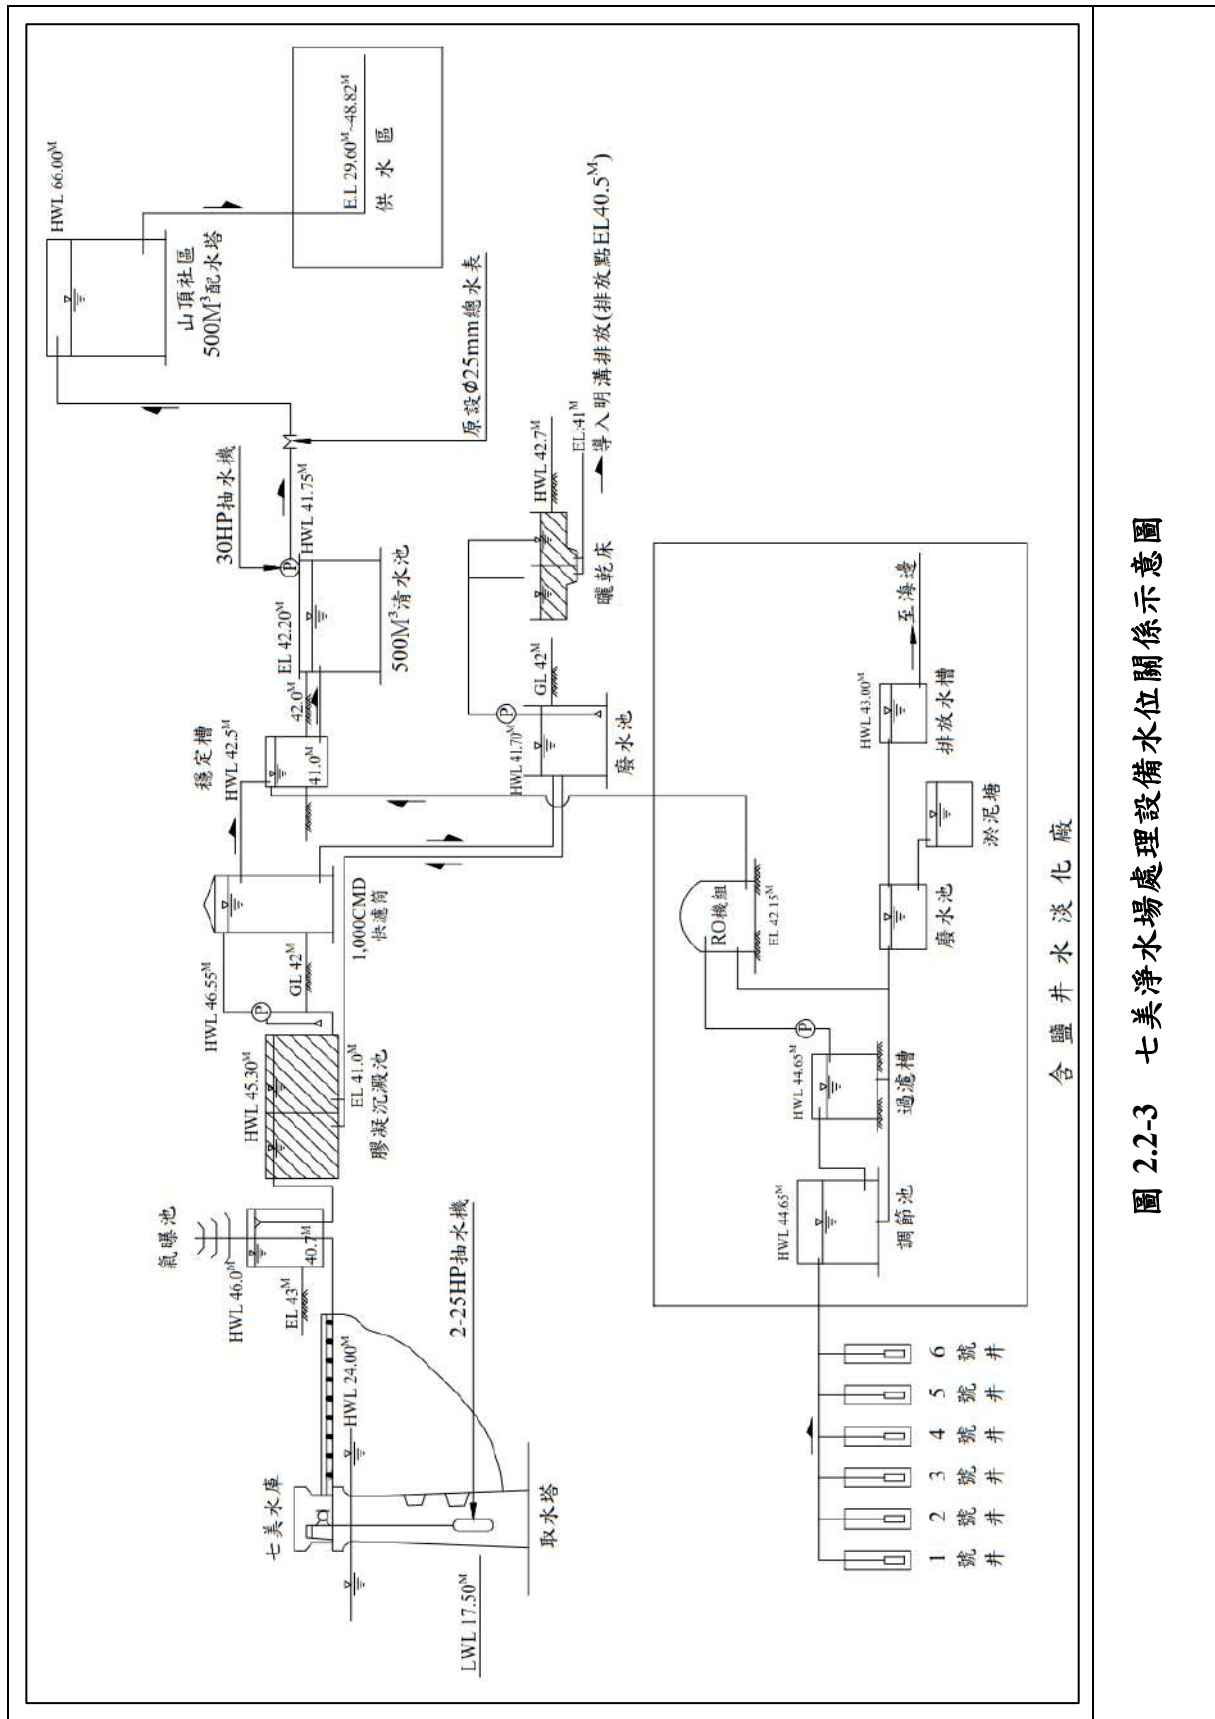 七美水庫
HWL 24.00M
LWL 17.50M
取水塔
2-25HP抽水機
氣曝池
HWL 46.0M
40.7M
EL 43M
HWL 45.30M
EL 41.0M
膠凝沉澱池
HWL 46.55M
GL 42M
1,000CMD
快濾筒
穩定槽
HWL 42.5M
41.0M
42.0M
EL 42.20M
HWL 41.75M
500M³清水池
30HP抽水機
P
P
原設Ø25mm總水表
HWL 66.00M
山頂社區
500M³配水塔
E.L 29.60M~48.82M
供水區
HWL 41.70M
GL 42M
廢水池
P
HWL 42.7M
EL:41M
曬乾床
導入明溝排放(排放點EL40.5M)
1號井
2號井
3號井
4號井
5號井
6號井
HWL 44.65M
調節池
HWL 44.65M
過濾槽
P
RO機組
EL 42.15M
廢水池
淤泥塘
HWL 43.00M
排放水槽
至海邊
含鹽井水淡化廠
圖 2.2-3 七美淨水場處理設備水位關係示意圖